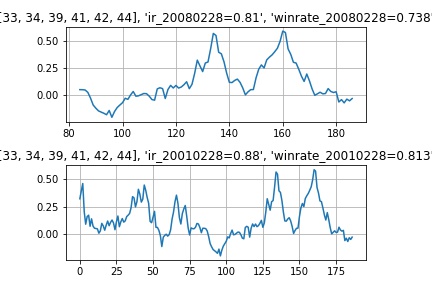 [33, 34, 39, 41, 42, 44], 'ir_20080228=0.81', 'winrate_20080228=0.738'
0.50
0.25
0.00
80 100 120 140 160 180
[33, 34, 39, 41, 42, 44], 'ir_20010228=0.88', 'winrate_20010228=0.813'
0.50
0.25
0.00
0 25 50 75 100 125 150 175